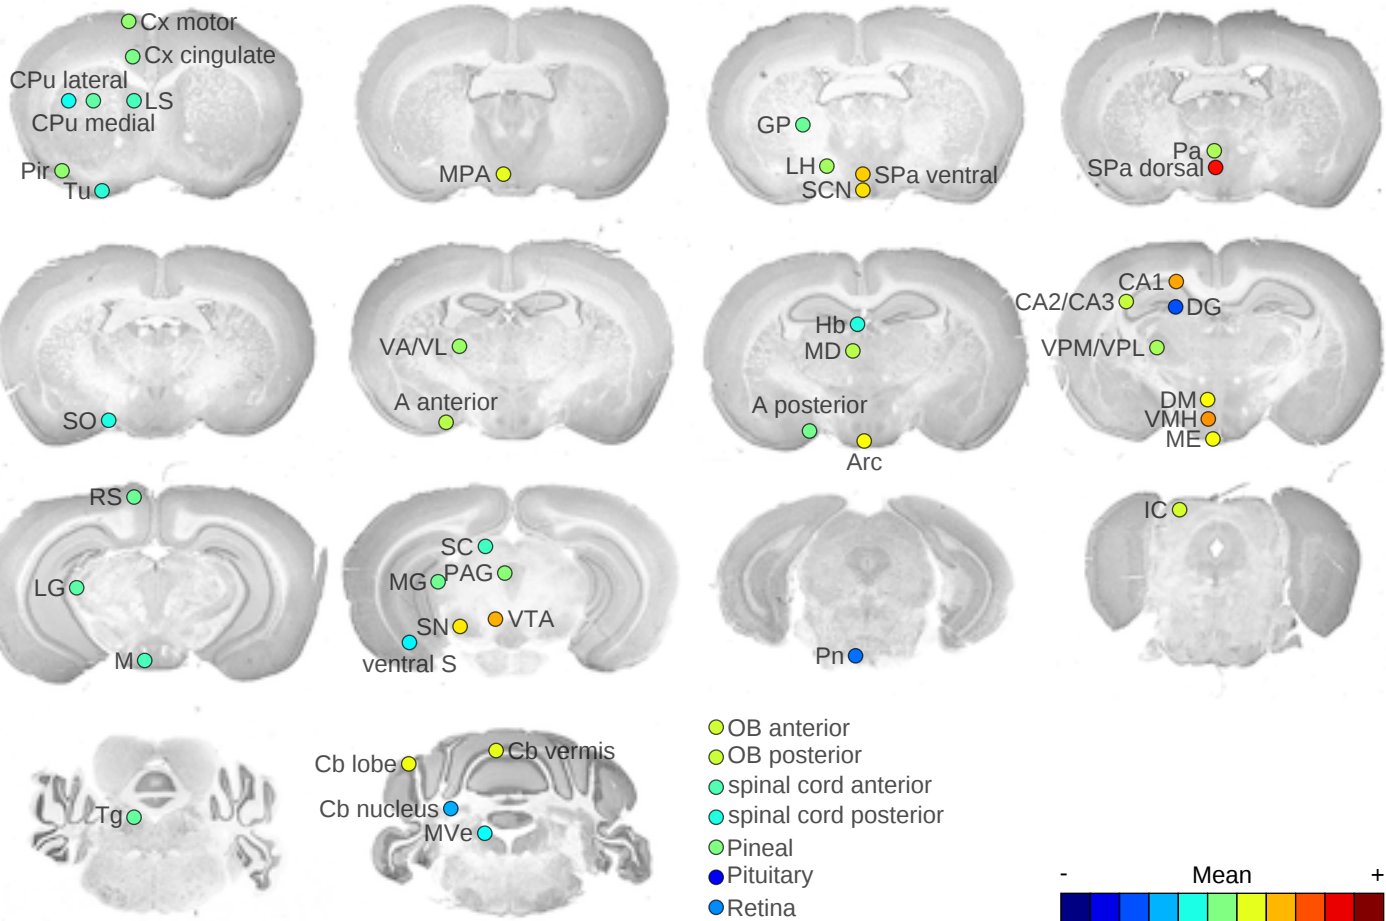 Cx motor
Cx cingulate
CPu lateral
LS
CPu medial
Pir
Tu
MPA
GP
LH
SPa ventral
SCN
Pa
SPa dorsal
SO
VA/VL
A anterior
Hb
MD
A posterior
Arc
CA1
CA2/CA3
DG
VPM/VPL
DM
VMH
ME
RS
LG
M
SC
MG
PAG
SN
VTA
ventral S
Pn
IC
Tg
Cb lobe
Cb vermis
Cb nucleus
MVe
OB anterior
OB posterior
spinal cord anterior
spinal cord posterior
Pineal
Pituitary
Retina
- Mean +